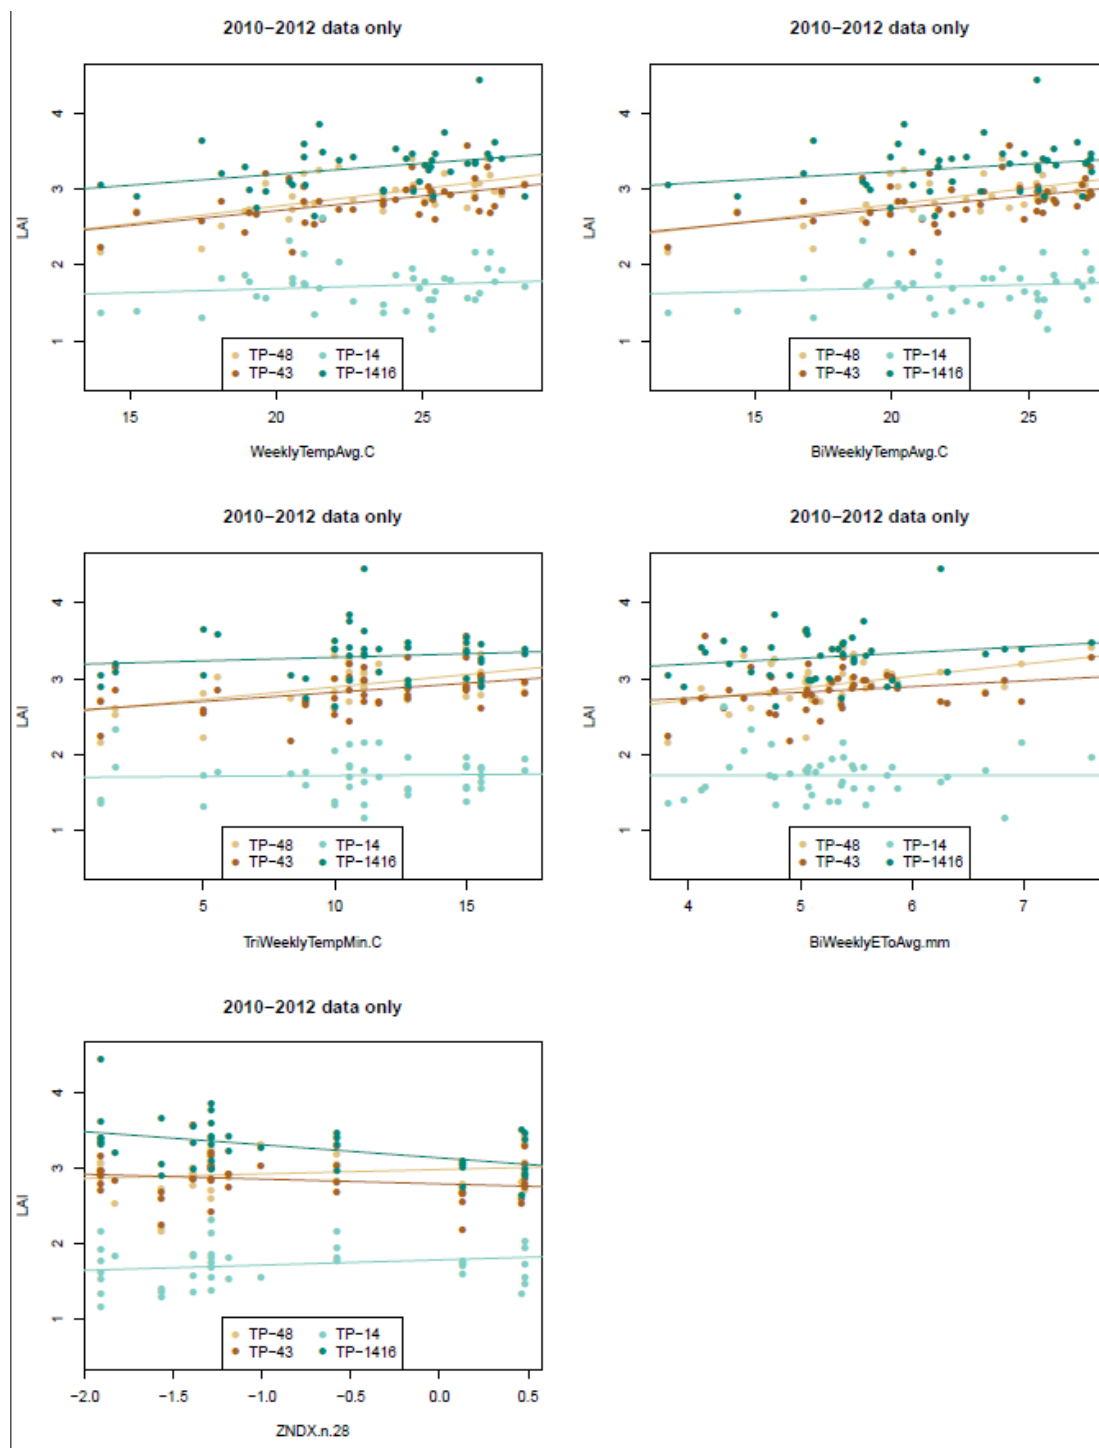 2010−2012 data only
4
3
2
1
LAI
TP−48 TP−14
TP−43 TP−1416
15 20 25
WeeklyTempAvg.C
2010−2012 data only
4
3
2
1
LAI
TP−48 TP−14
TP−43 TP−1416
15 20 25
BiWeeklyTempAvg.C
2010−2012 data only
4
3
2
1
LAI
TP−48 TP−14
TP−43 TP−1416
5 10 15
TriWeeklyTempMin.C
2010−2012 data only
4
3
2
1
LAI
TP−48 TP−14
TP−43 TP−1416
4 5 6 7
BiWeeklyEToAvg.mm
2010−2012 data only
4
3
2
1
LAI
TP−48 TP−14
TP−43 TP−1416
−2.0 −1.5 −1.0 −0.5 0.0 0.5
ZNDX.n.28